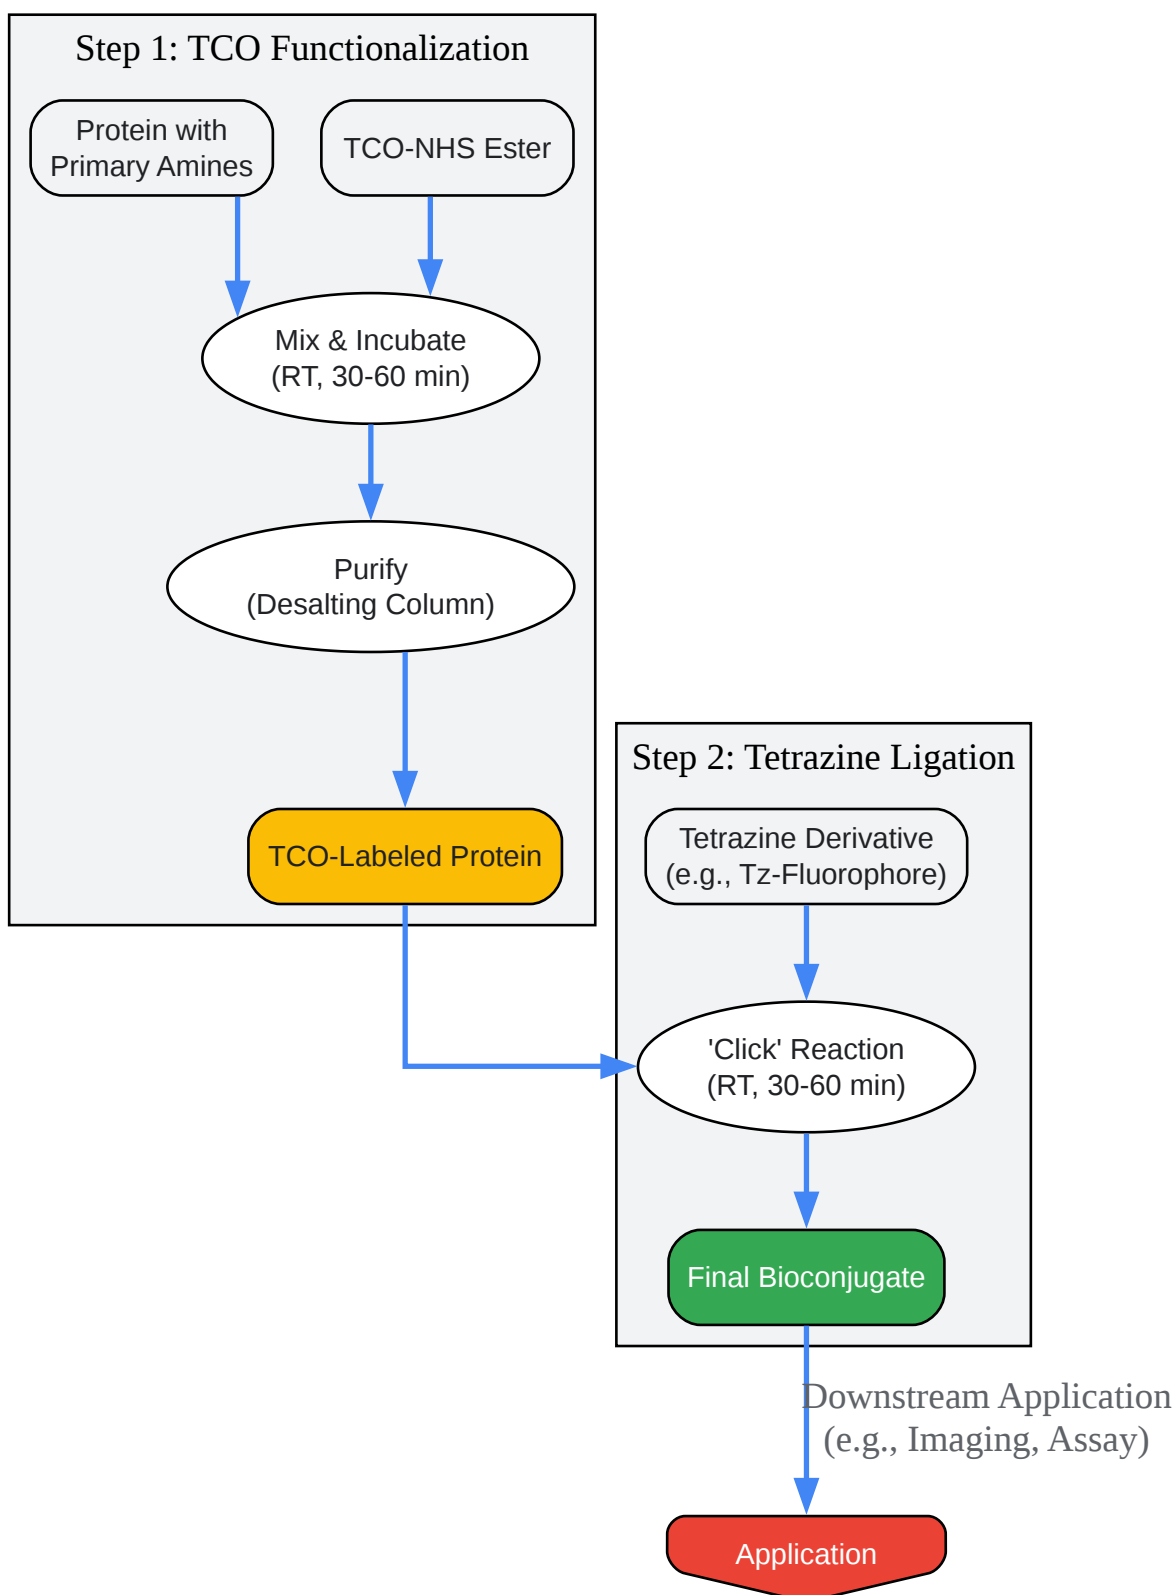 Step 1: TCO Functionalization
Protein with
Primary Amines
TCO-NHS Ester
Mix & Incubate
(RT, 30-60 min)
Purify
(Desalting Column)
TCO-Labeled Protein
Step 2: Tetrazine Ligation
Tetrazine Derivative
(e.g., Tz-Fluorophore)
'Click' Reaction
(RT, 30-60 min)
Final Bioconjugate
Downstream Application
(e.g., Imaging, Assay)
Application